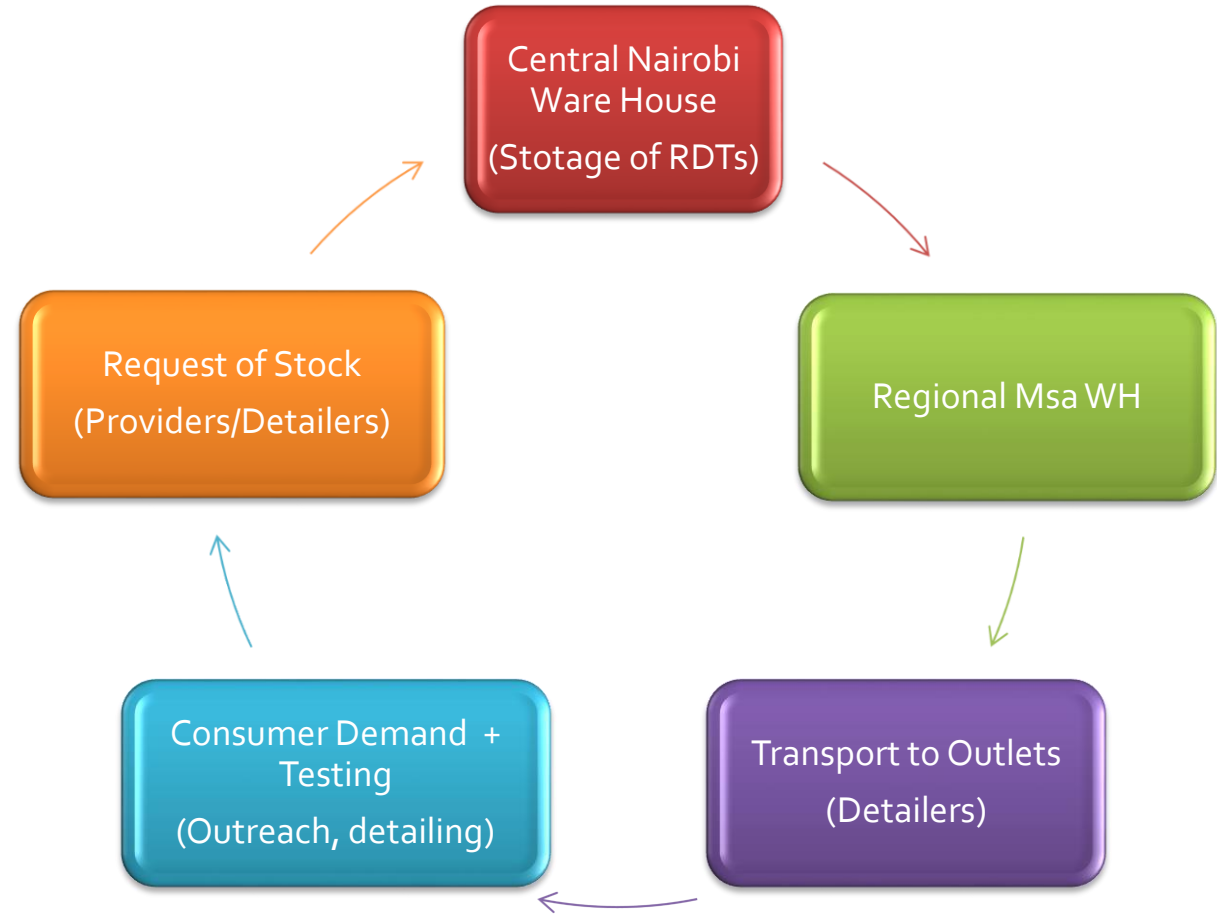 Central Nairobi
Ware House
(Stotage of RDTs)
Regional Msa WH
Transport to Outlets
(Detailers)
Consumer Demand +
Testing
(Outreach, detailing)
Request of Stock
(Providers/Detailers)